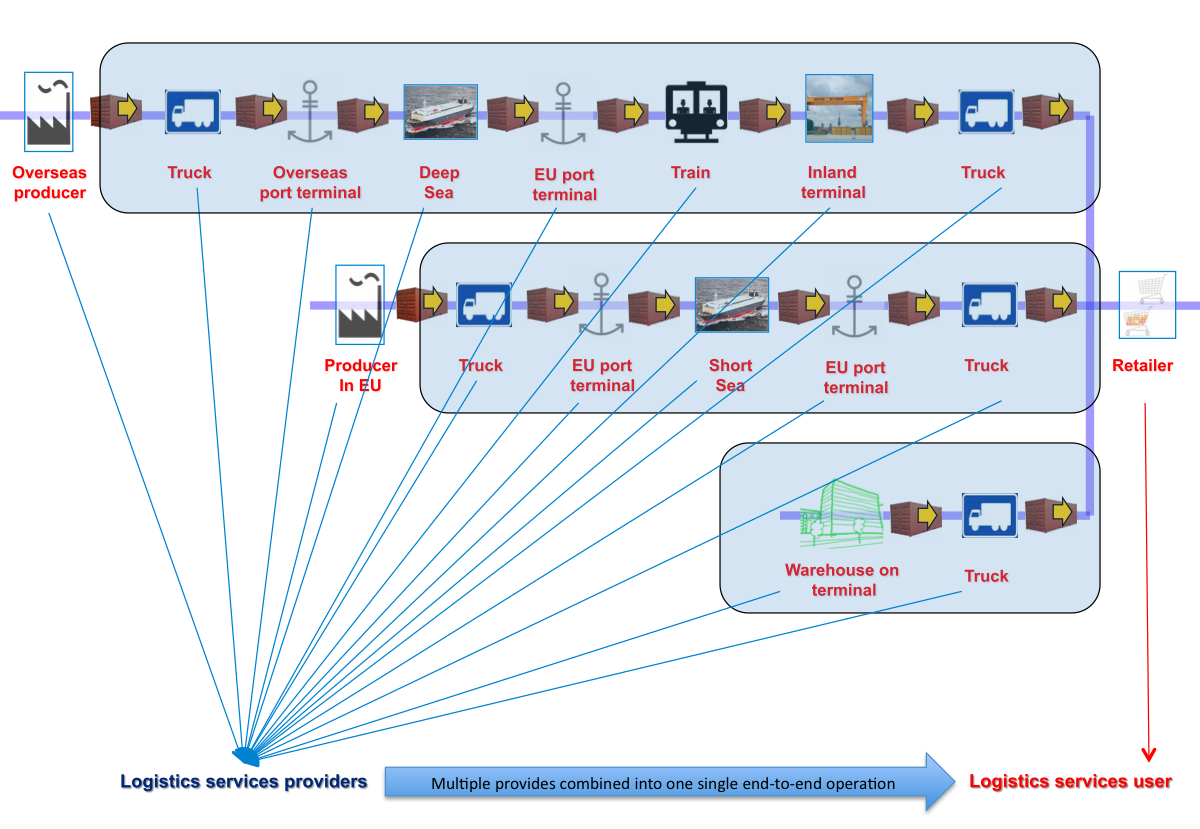 Overseas
producer
Truck
Overseas
port terminal
Deep
Sea
EU port
terminal
Train
Inland
terminal
Truck
Producer
In EU
Truck
EU port
terminal
Short
Sea
EU port
terminal
Truck
Retailer
Warehouse on
terminal
Truck
Logistics services providers
Multiple provides combined into one single end-to-end operation
Logistics services user